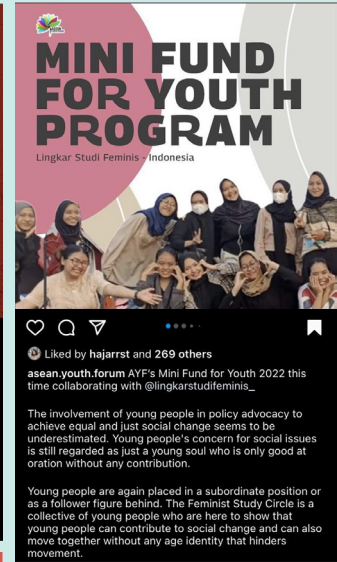 MINI FUND
FOR YOUTH
PROGRAM
Lingkar Studi Feminis - Indonesia
Liked by hajarrst and 269 others
asean.youth.forum AYF's Mini Fund for Youth 2022 this
time collaborating with @lingkarstudifeminis_
The involvement of young people in policy advocacy to
achieve equal and just social change seems to be
underestimated. Young people's concern for social issues
is still regarded as just a young soul who is only good at
oration without any contribution.
Young people are again placed in a subordinate position or
as a follower figure behind. The Feminist Study Circle is a
collective of young people who are here to show that
young people can contribute to social change and can also
move together without any age identity that hinders
movement.